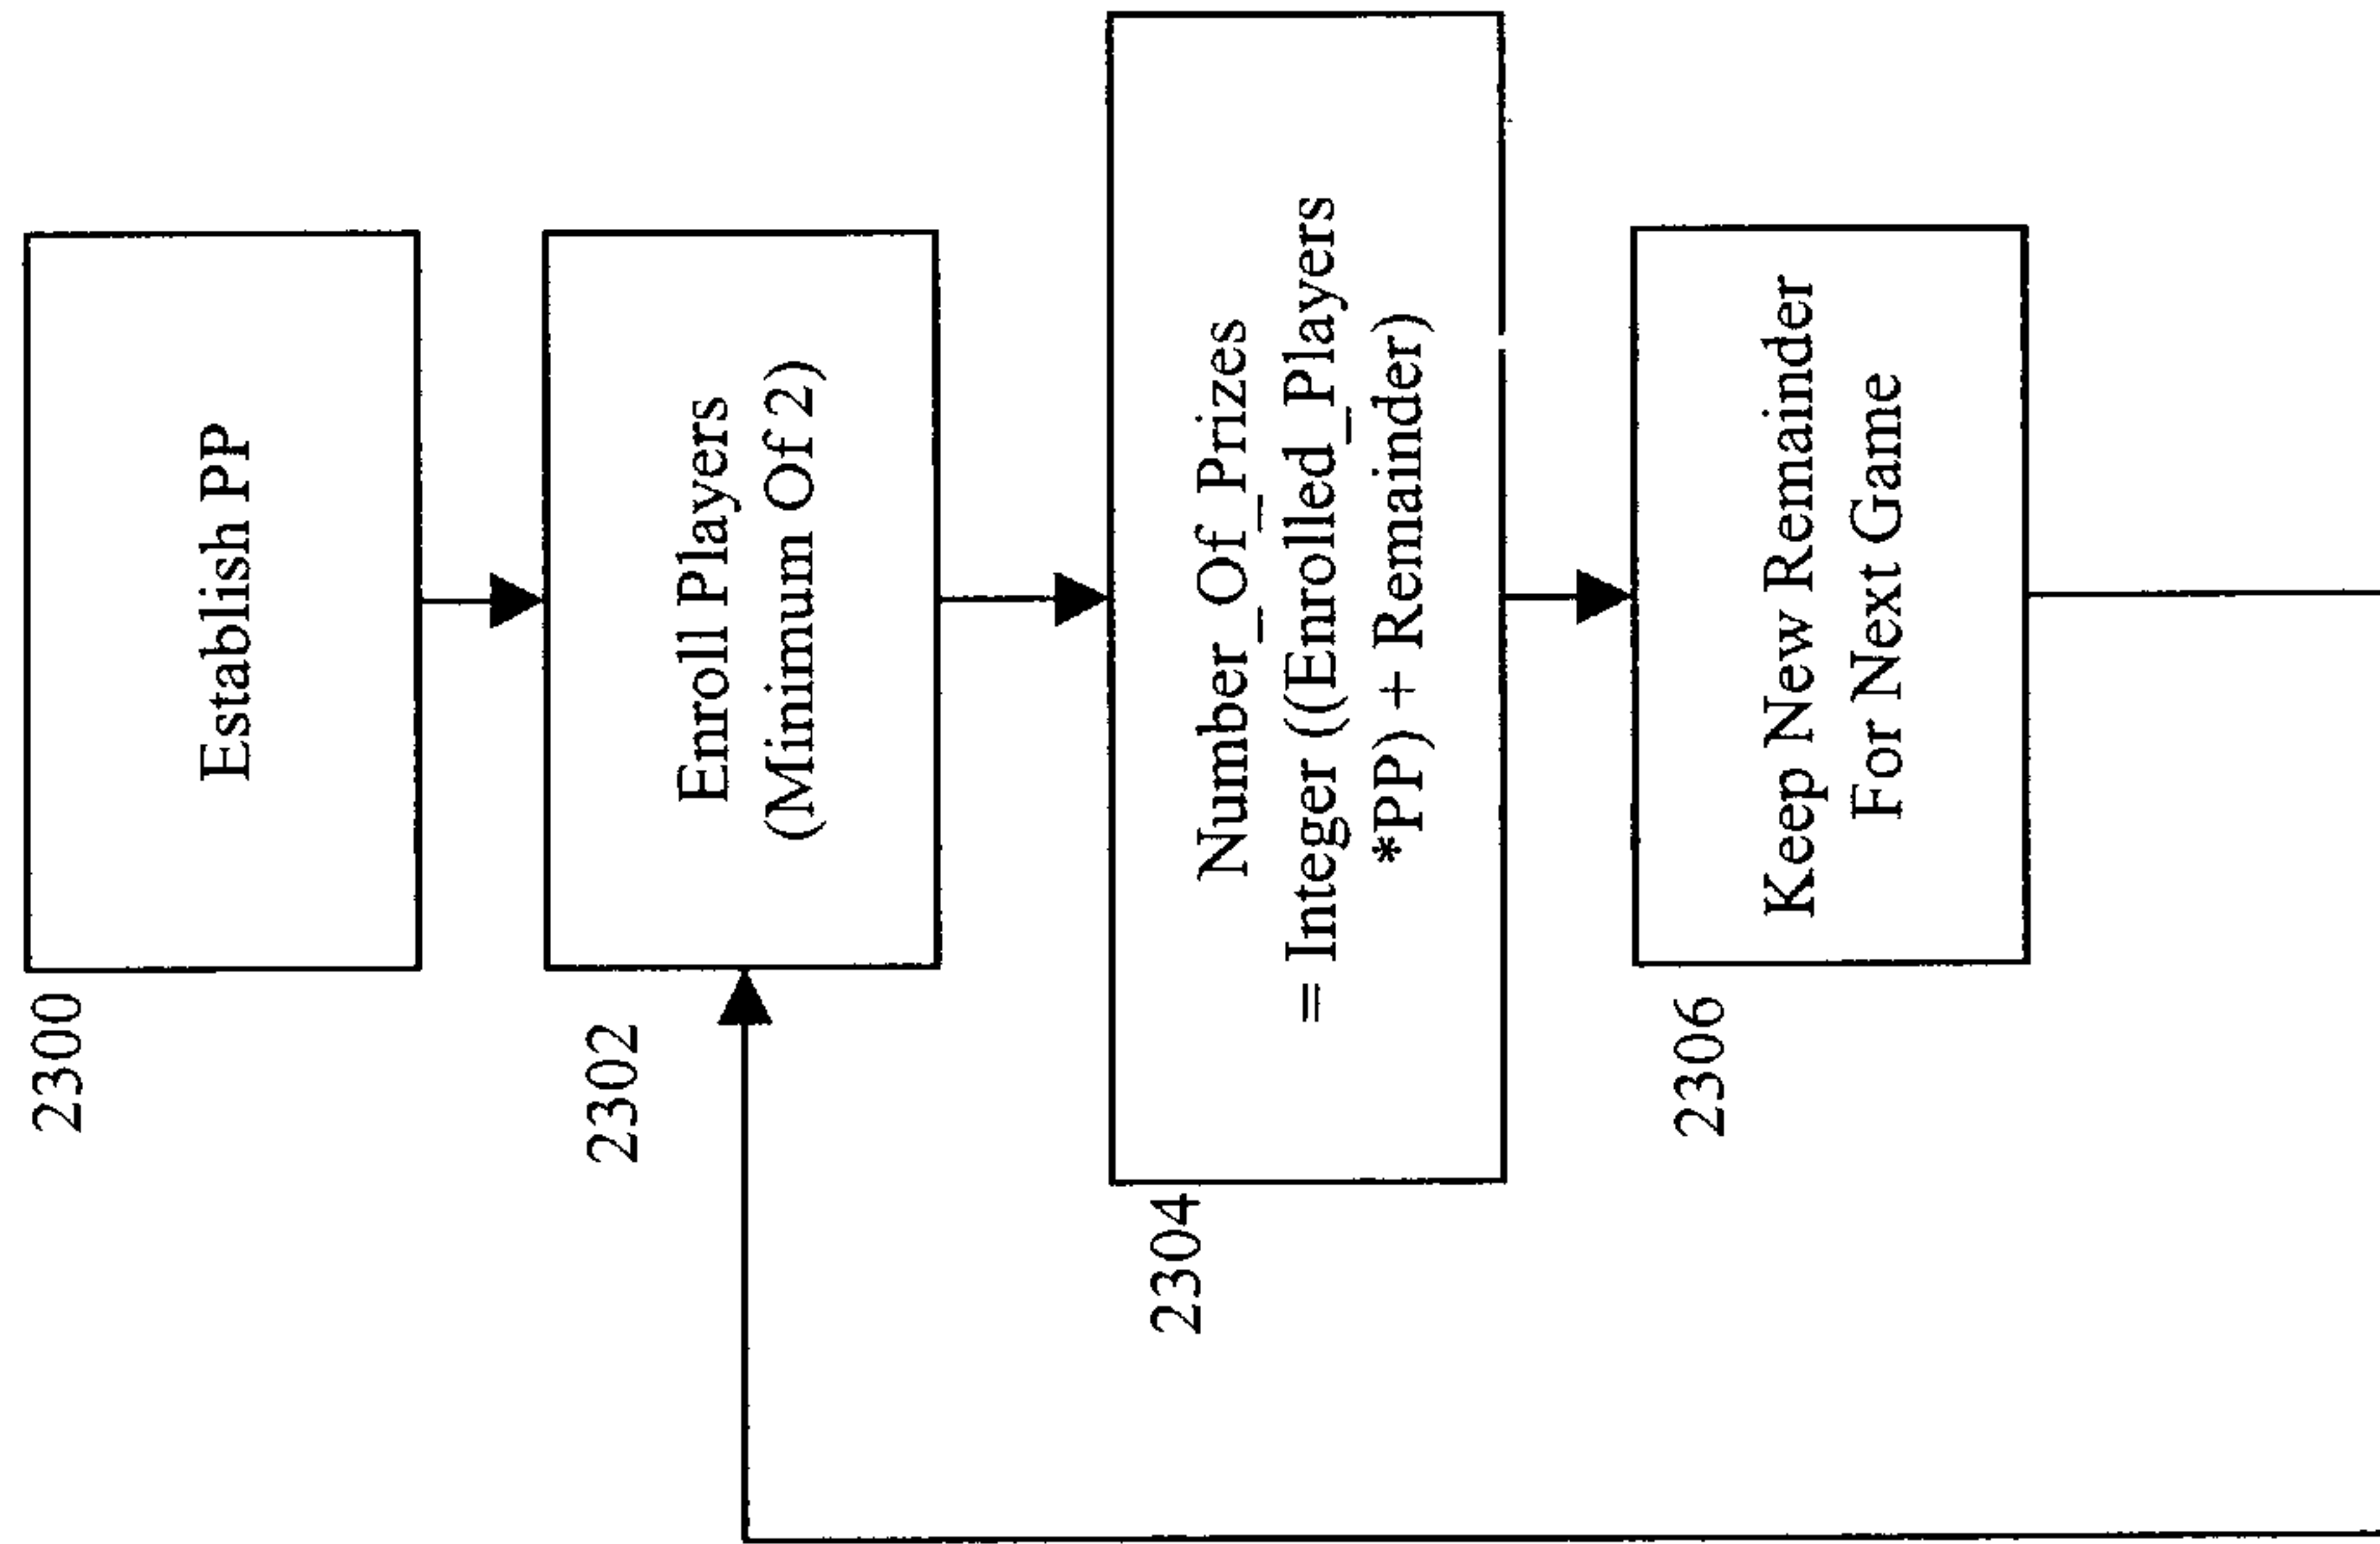 2300
Establish PP
2302
Enroll Players
(Minimum Of 2)
2304
Number_Of_Prizes
= Integer ((Enrolled_Players
*PP) + Remainder)
2306
Keep New Remainder
For Next Game